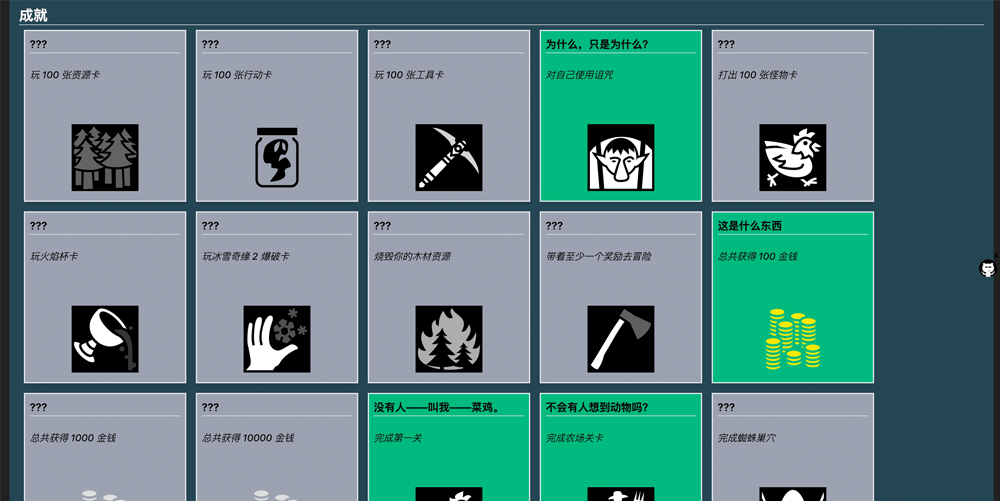 成就
???
玩 100 张资源卡
???
玩 100 张行动卡
???
玩 100 张工具卡
为什么，只是为什么？
对自己使用诅咒
???
打出 100 张怪物卡
???
玩火焰杯卡
???
玩冰雪奇缘 2 爆破卡
???
烧毁你的木材资源
???
带着至少一个奖励去冒险
这是什么东西
总共获得 100 金钱
???
总共获得 1000 金钱
???
总共获得 10000 金钱
没有人——叫我——菜鸡。
完成第一关
不会有人想到动物吗？
完成农场关卡
???
完成蜘蛛巢穴